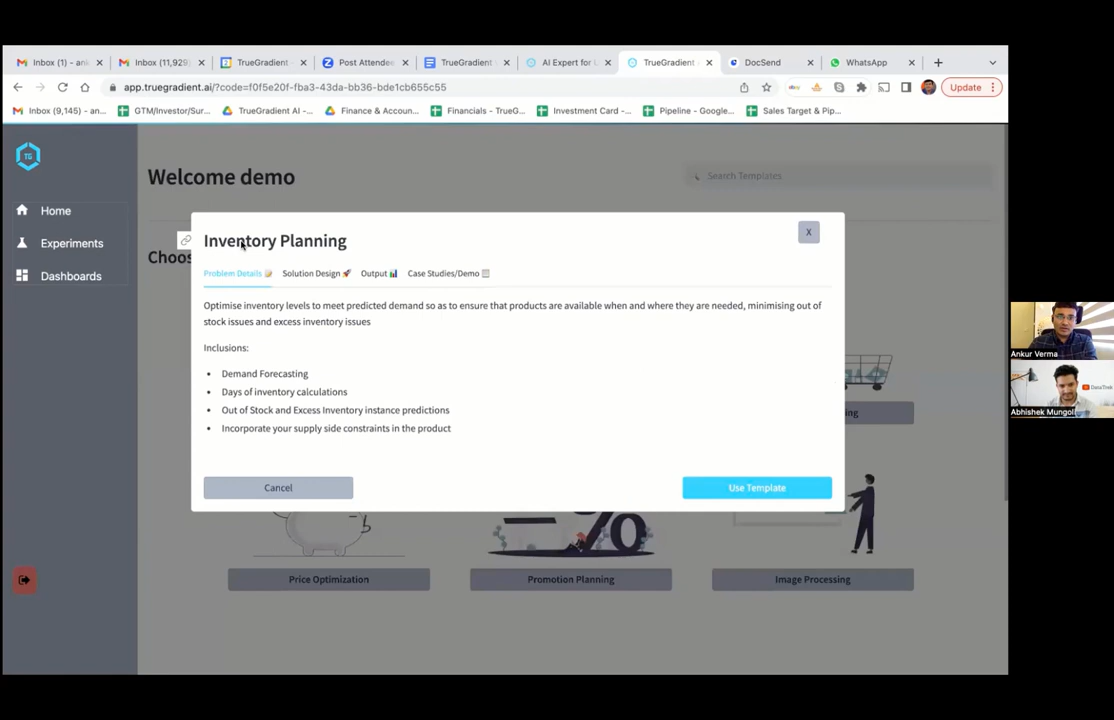 Inbox (1) - an
Inbox (11,929)
TrueGradient
Post Attende
TrueGradient
AI Expert for U
TrueGradient
DocSend
WhatsApp
app.truegradient.ai/?code=f0f5e20f-fba3-43da-bb36-bde1cb655c55
Update
Inbox (9,145) - an...
GTM/Investor/Sur...
TrueGradient AI -...
Finance & Accoun...
Financials - TrueG...
Investment Card -...
Pipeline - Google...
Sales Target & Pip...
TG
Home
Experiments
Dashboards
Welcome demo
Search Templates
Choos
Inventory Planning
X
Problem Details
Solution Design
Output
Case Studies/Demo
Optimise inventory levels to meet predicted demand so as to ensure that products are available when and where they are needed, minimising out of
stock issues and excess inventory issues
Inclusions:
• Demand Forecasting
• Days of inventory calculations
• Out of Stock and Excess Inventory instance predictions
• Incorporate your supply side constraints in the product
Cancel
Use Template
ing
%
Price Optimization
Promotion Planning
Image Processing
Ankur Verma
DataTrek
Abhishek Mungoli